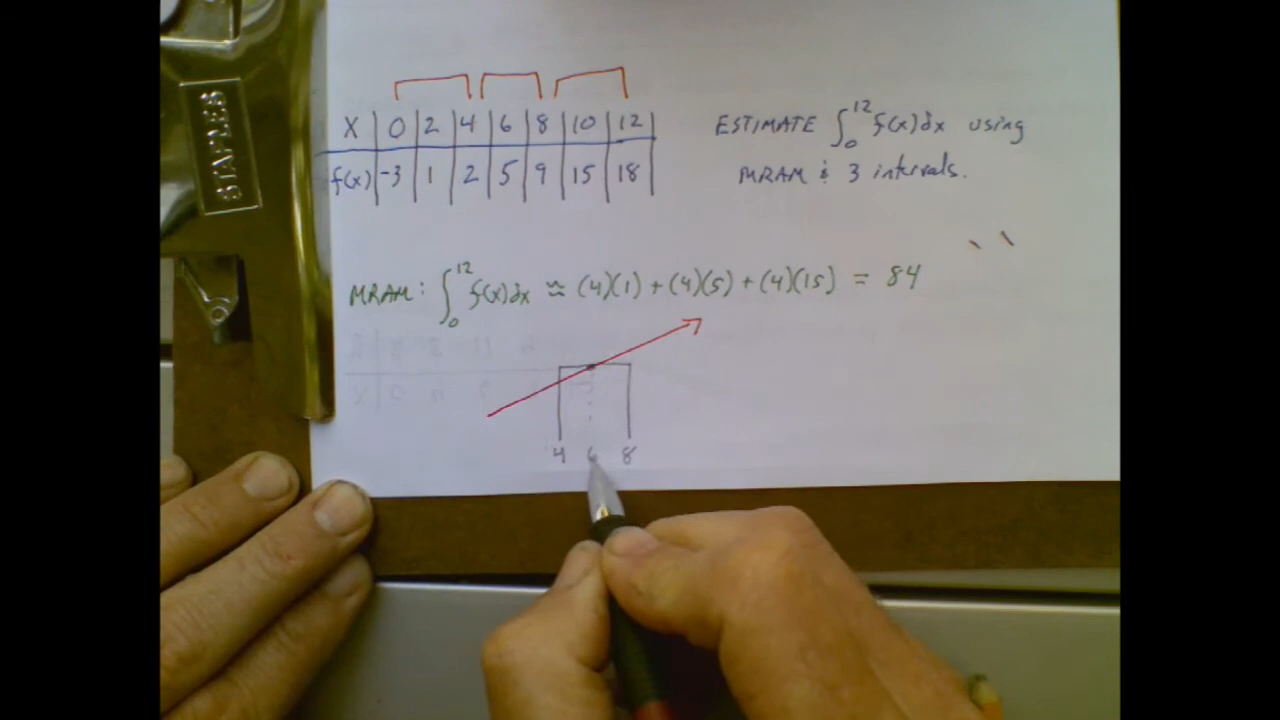 STAPLES
X 0 2 4 6 8 10 12
f(x) -3 1 2 5 9 15 18
ESTIMATE ∫₀¹² f(x)dx using
MRAM & 3 intervals.
MRAM: ∫₀¹² f(x)dx ≈ (4)(1) + (4)(5) + (4)(15) = 84
4 6 8